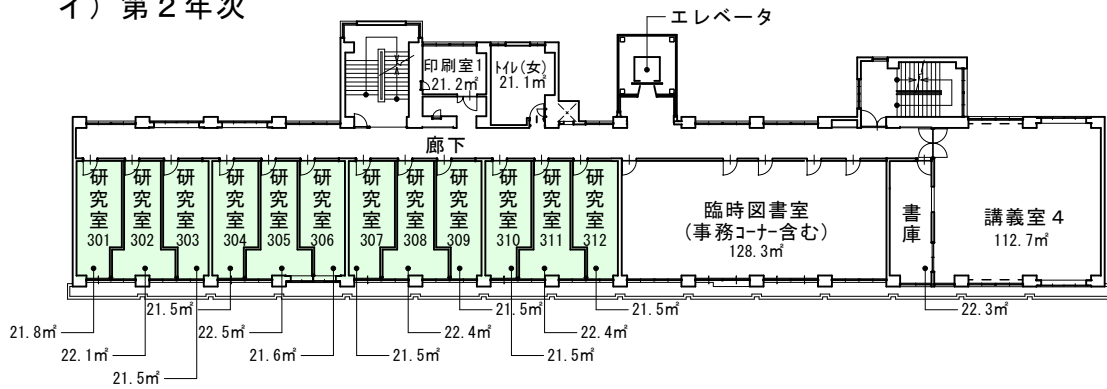 イ）第２年次
エレベータ
印刷室1
21.2㎡
ﾄｲﾚ(女)
21.1㎡
廊下
研究室
301
研究室
302
研究室
303
研究室
304
研究室
305
研究室
306
研究室
307
研究室
308
研究室
309
研究室
310
研究室
311
研究室
312
臨時図書室
(事務ｺｰﾅｰ含む)
128.3㎡
書庫
講義室４
112.7㎡
21.8㎡
22.1㎡
21.5㎡
21.5㎡
22.5㎡
21.6㎡
21.5㎡
22.4㎡
21.5㎡
21.5㎡
22.4㎡
21.5㎡
22.3㎡